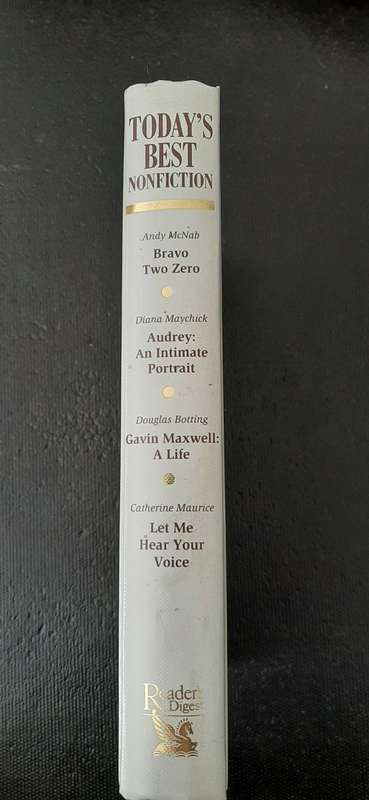 TODAY'S
BEST
NONFICTION
Andy McNab
Bravo
Two Zero
Diana Maychick
Audrey:
An Intimate
Portrait
Douglas Botting
Gavin Maxwell:
A Life
Catherine Maurice
Let Me
Hear Your
Voice
Reader's
Digest